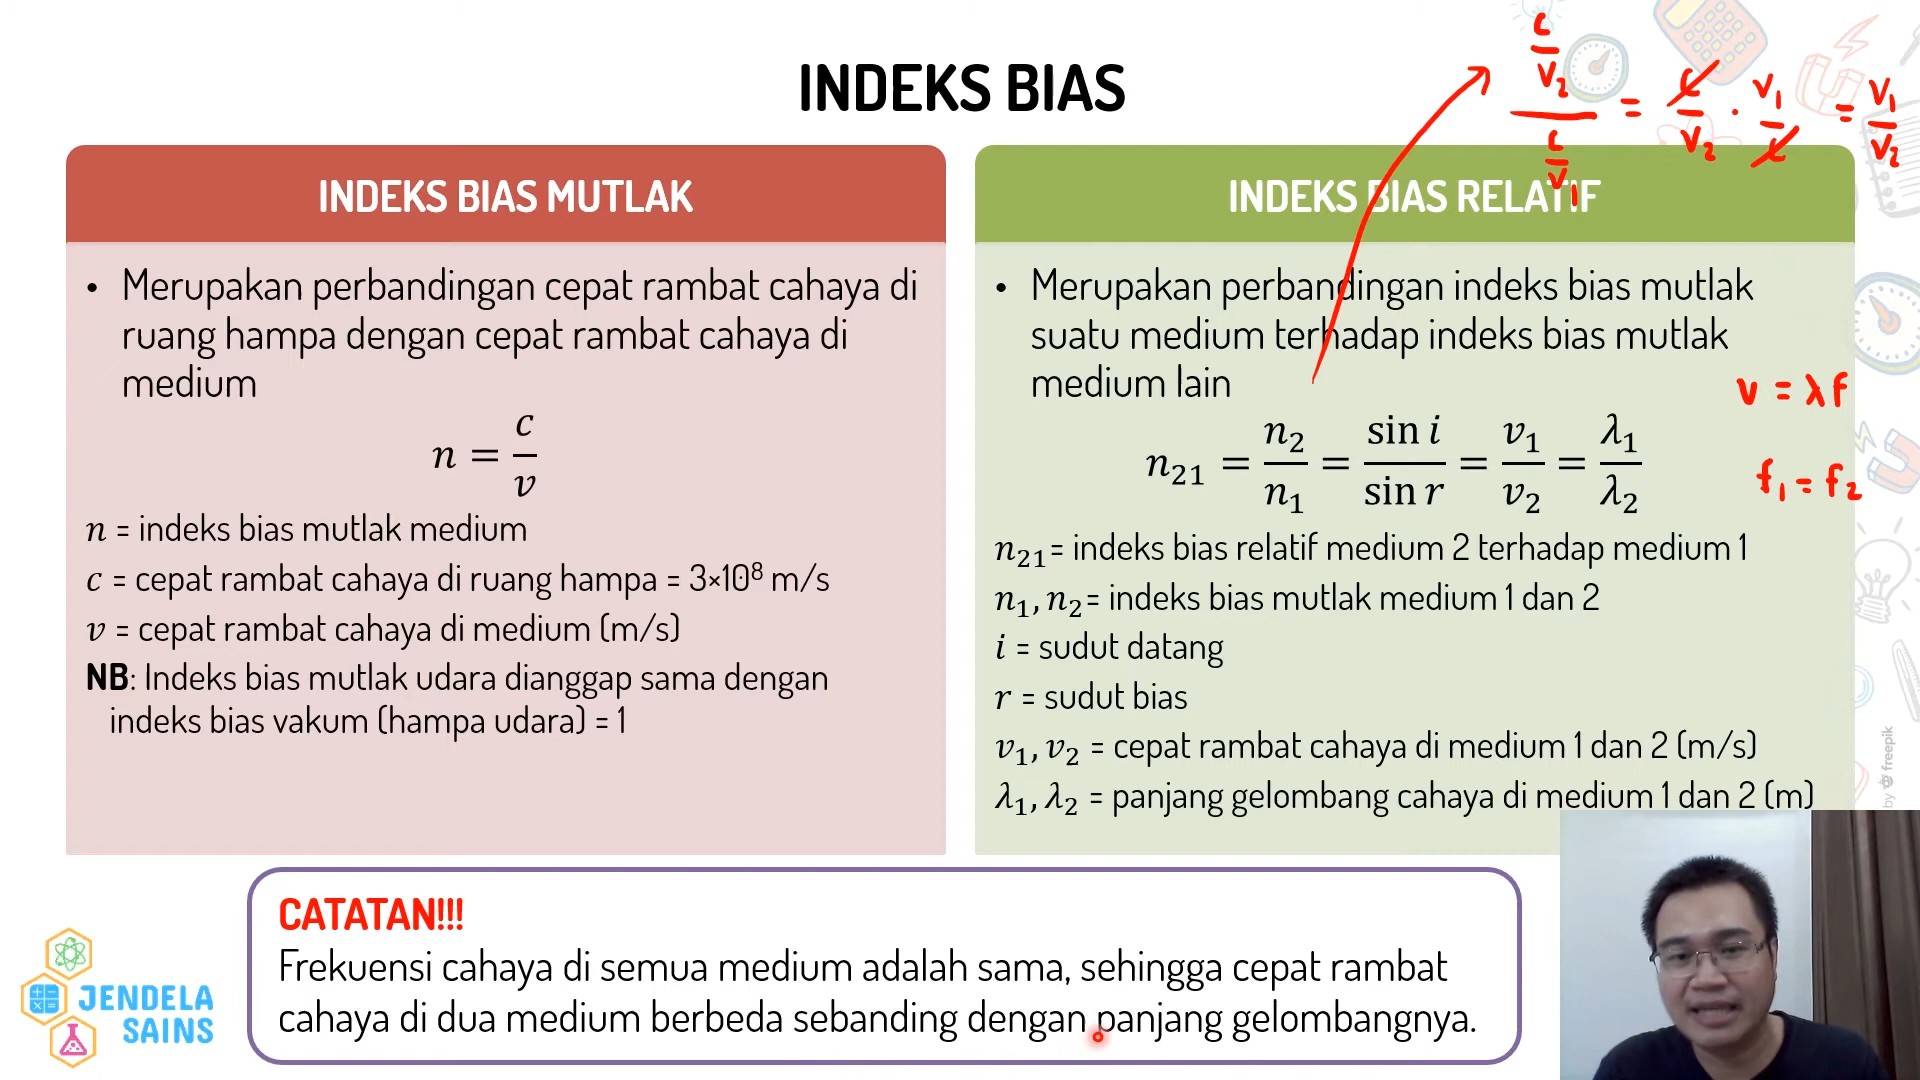 INDEKS BIAS
c/v₂ / c/v₁ = c/v₂ · v₁/c = v₁/v₂
INDEKS BIAS MUTLAK
• Merupakan perbandingan cepat rambat cahaya di
ruang hampa dengan cepat rambat cahaya di
medium
n = c/v
n = indeks bias mutlak medium
c = cepat rambat cahaya di ruang hampa = 3×10⁸ m/s
v = cepat rambat cahaya di medium (m/s)
NB: Indeks bias mutlak udara dianggap sama dengan
indeks bias vakum (hampa udara) = 1
INDEKS BIAS RELATIF
• Merupakan perbandingan indeks bias mutlak
suatu medium terhadap indeks bias mutlak
medium lain
v = λf
n₂₁ = n₂/n₁ = sin i/sin r = v₁/v₂ = λ₁/λ₂
f₁ = f₂
n₂₁= indeks bias relatif medium 2 terhadap medium 1
n₁, n₂= indeks bias mutlak medium 1 dan 2
i = sudut datang
r = sudut bias
v₁, v₂ = cepat rambat cahaya di medium 1 dan 2 (m/s)
λ₁, λ₂ = panjang gelombang cahaya di medium 1 dan 2 (m)
by freepik
CATATAN!!!
Frekuensi cahaya di semua medium adalah sama, sehingga cepat rambat
cahaya di dua medium berbeda sebanding dengan panjang gelombangnya.
JENDELA
SAINS